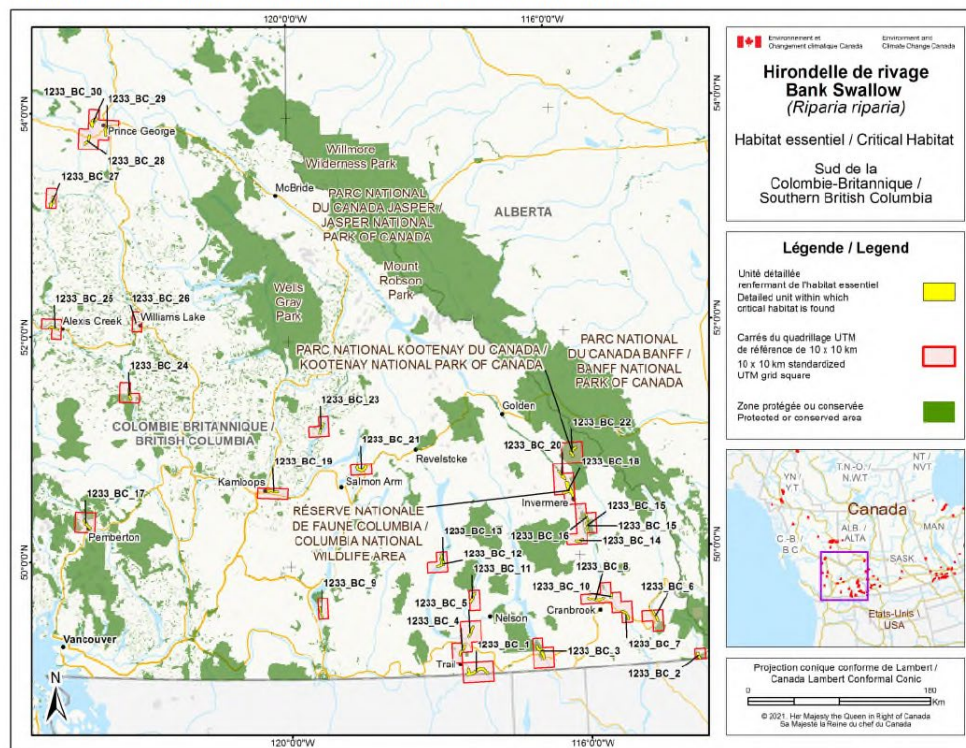 120°0'0"W
116°0'0"W
54°0'0"N
54°0'0"N
52°0'0"N
52°0'0"N
50°0'0"N
50°0'0"N
120°0'0"W
116°0'0"W
1233_BC_30
1233_BC_29
Prince George
1233_BC_28
1233_BC_27
McBride
Willmore
Wilderness Park
PARC NATIONAL
DU CANADA JASPER /
JASPER NATIONAL
PARK OF CANADA
ALBERTA
Mount
Robson
Park
Wells
Gray
Park
1233_BC_25
1233_BC_26
Alexis Creek
Williams Lake
PARC NATIONAL KOOTENAY DU CANADA /
KOOTENAY NATIONAL PARK OF CANADA
PARC NATIONAL
DU CANADA BANFF /
BANFF NATIONAL
PARK OF CANADA
1233_BC_24
1233_BC_23
COLOMBIE BRITANNIQUE /
BRITISH COLUMBIA
Golden
1233_BC_22
1233_BC_21
1233_BC_20
1233_BC_18
Revelstoke
1233_BC_19
Kamloops
Salmon Arm
Invermere
1233_BC_17
Pemberton
RÉSERVE NATIONALE
DE FAUNE COLUMBIA /
COLUMBIA NATIONAL
WILDLIFE AREA
1233_BC_13
1233_BC_16
1233_BC_15
1233_BC_15
1233_BC_14
1233_BC_12
1233_BC_11
1233_BC_9
1233_BC_10
1233_BC_8
1233_BC_6
1233_BC_5
Cranbrook
1233_BC_4
Nelson
1233_BC_7
1233_BC_1
1233_BC_3
Trail
1233_BC_2
Vancouver
N
Environnement et
Changement climatique Canada
Environment and
Climate Change Canada
Hirondelle de rivage
Bank Swallow
(Riparia riparia)
Habitat essentiel / Critical Habitat
Sud de la
Colombie-Britannique /
Southern British Columbia
Légende / Legend
Unité détaillée
renfermant de l'habitat essentiel
Detailed unit within which
critical habitat is found
Carrés du quadrillage UTM
de référence de 10 x 10 km
10 x 10 km standardized
UTM grid square
Zone protégée ou conservée
Protected or conserved area
YN /
Y.T.
T.N.-O. /
N.W.T
NT /
NVT
Canada
C.-B
B C
ALB /
ALTA
SASK
MAN
Etats-Unis /
USA
Projection conique conforme de Lambert /
Canada Lambert Conformal Conic
0
160
Km
© 2021. Her Majesty the Queen in Right of Canada
Sa Majesté la Reine du chef du Canada